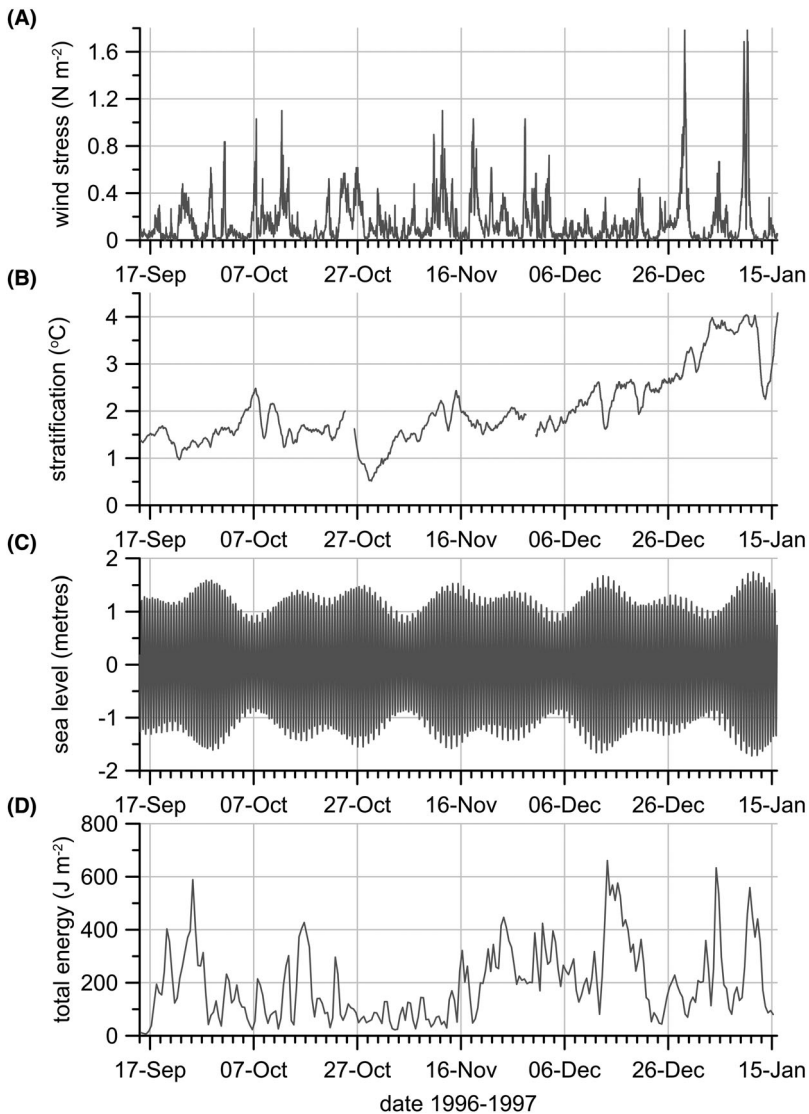 (A)
wind stress (N m-2)
1.6
1.2
0.8
0.4
0
17-Sep 07-Oct 27-Oct 16-Nov 06-Dec 26-Dec 15-Jan
(B)
stratification (oC)
4
3
2
1
0
17-Sep 07-Oct 27-Oct 16-Nov 06-Dec 26-Dec 15-Jan
(C)
sea level (metres)
2
1
0
-1
-2
17-Sep 07-Oct 27-Oct 16-Nov 06-Dec 26-Dec 15-Jan
(D)
total energy (J m-2)
800
600
400
200
0
17-Sep 07-Oct 27-Oct 16-Nov 06-Dec 26-Dec 15-Jan
date 1996-1997